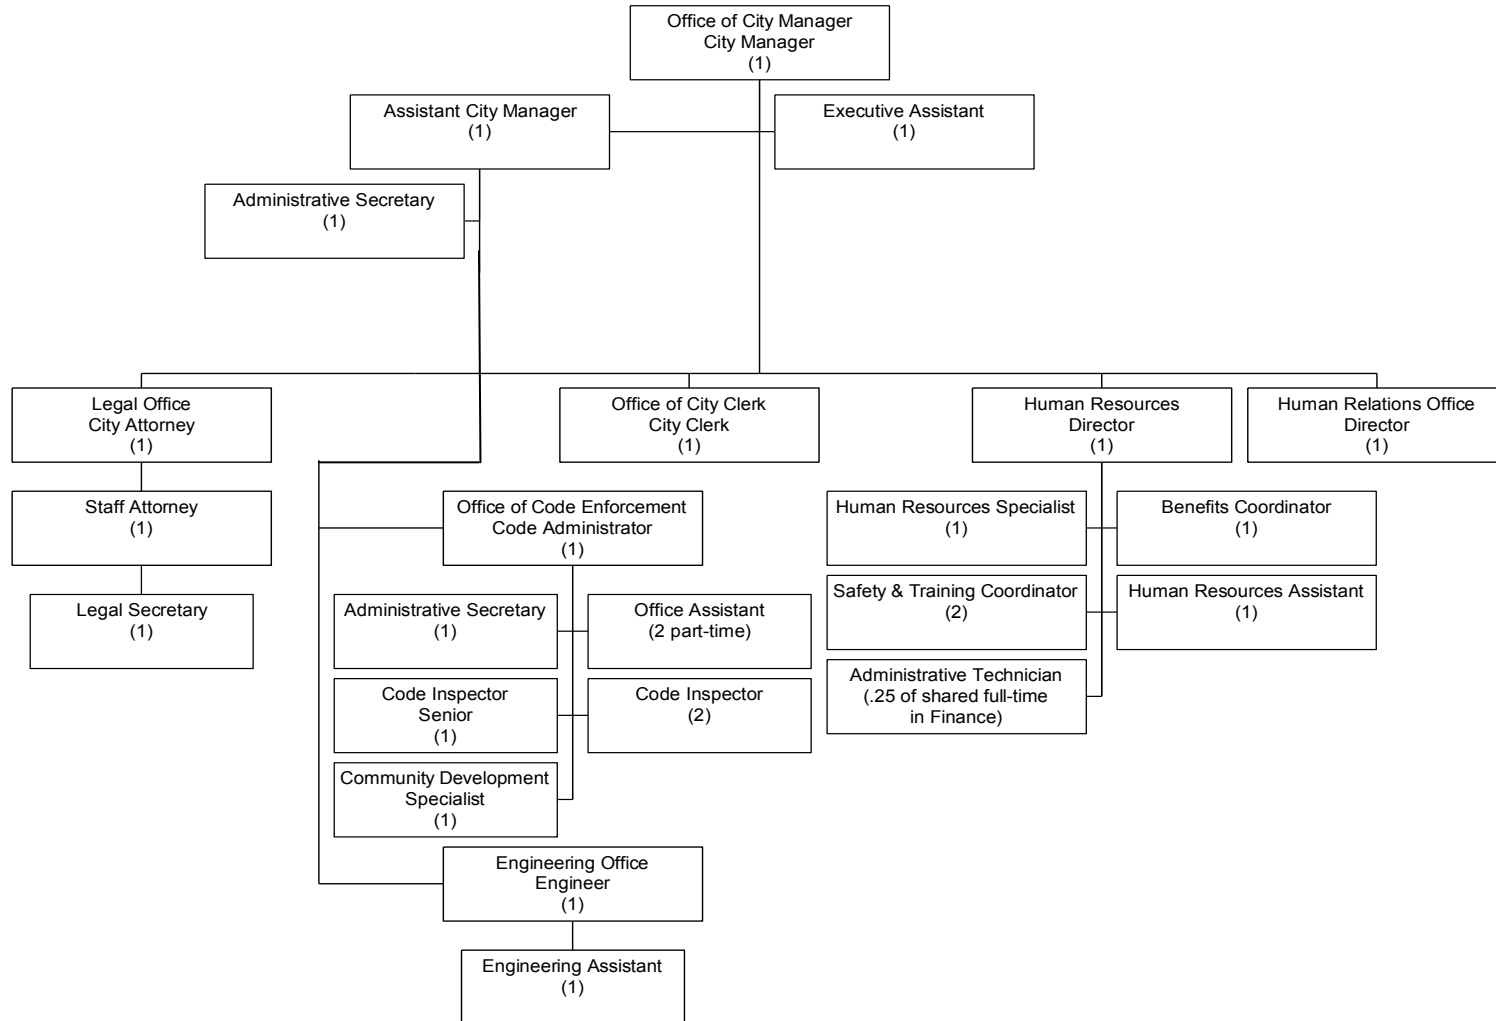 Office of City Manager
City Manager
(1)
Assistant City Manager
(1)
Executive Assistant
(1)
Administrative Secretary
(1)
Legal Office
City Attorney
(1)
Office of City Clerk
City Clerk
(1)
Human Resources
Director
(1)
Human Relations Office
Director
(1)
Staff Attorney
(1)
Legal Secretary
(1)
Office of Code Enforcement
Code Administrator
(1)
Administrative Secretary
(1)
Office Assistant
(2 part-time)
Code Inspector
Senior
(1)
Code Inspector
(2)
Community Development
Specialist
(1)
Engineering Office
Engineer
(1)
Engineering Assistant
(1)
Human Resources Specialist
(1)
Benefits Coordinator
(1)
Safety & Training Coordinator
(2)
Human Resources Assistant
(1)
Administrative Technician
(.25 of shared full-time
in Finance)